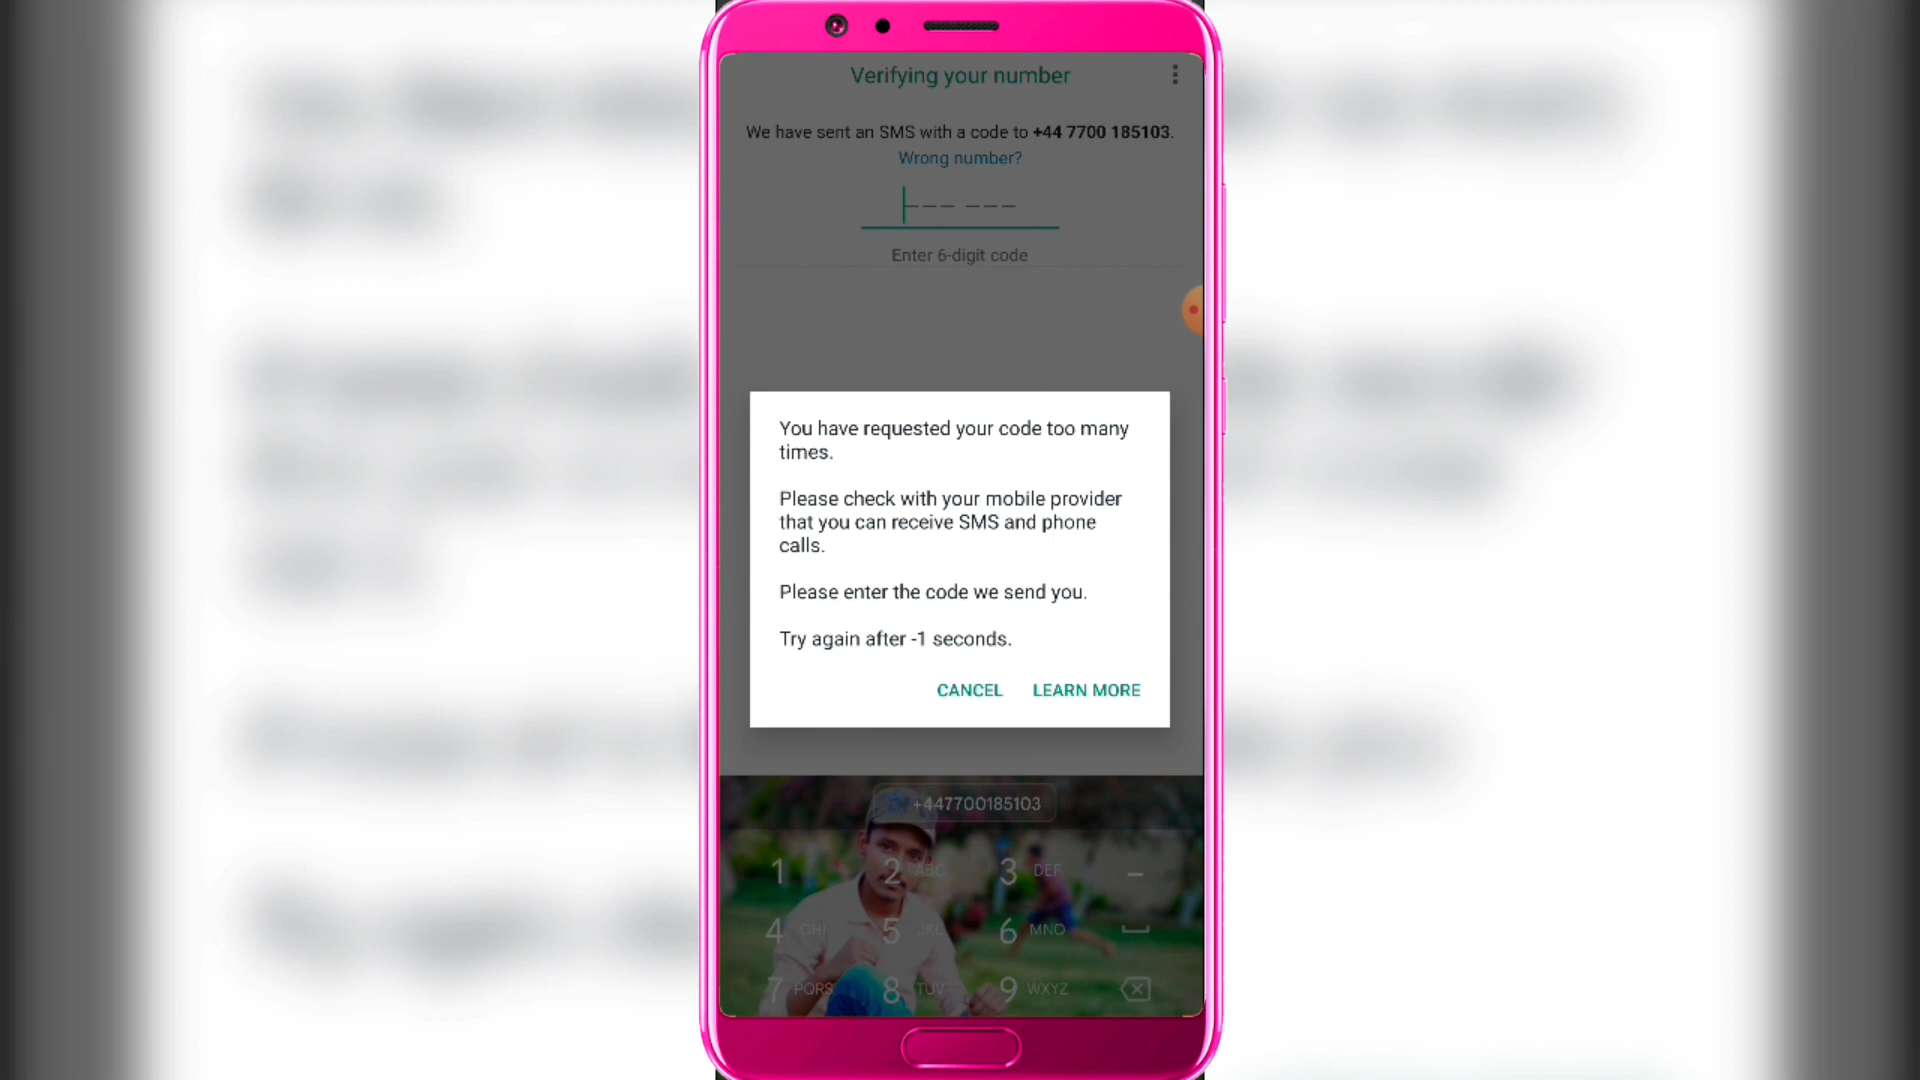 Verifying your number
We have sent an SMS with a code to +44 7700 185103.
Wrong number?
Enter 6-digit code
You have requested your code too many
times.
Please check with your mobile provider
that you can receive SMS and phone
calls.
Please enter the code we send you.
Try again after -1 seconds.
CANCEL LEARN MORE
+447700185103
1 2 ABC 3 DEF
4 GHI 5 JKL 6 MNO
7 PQRS 8 TUV 9 WXYZ